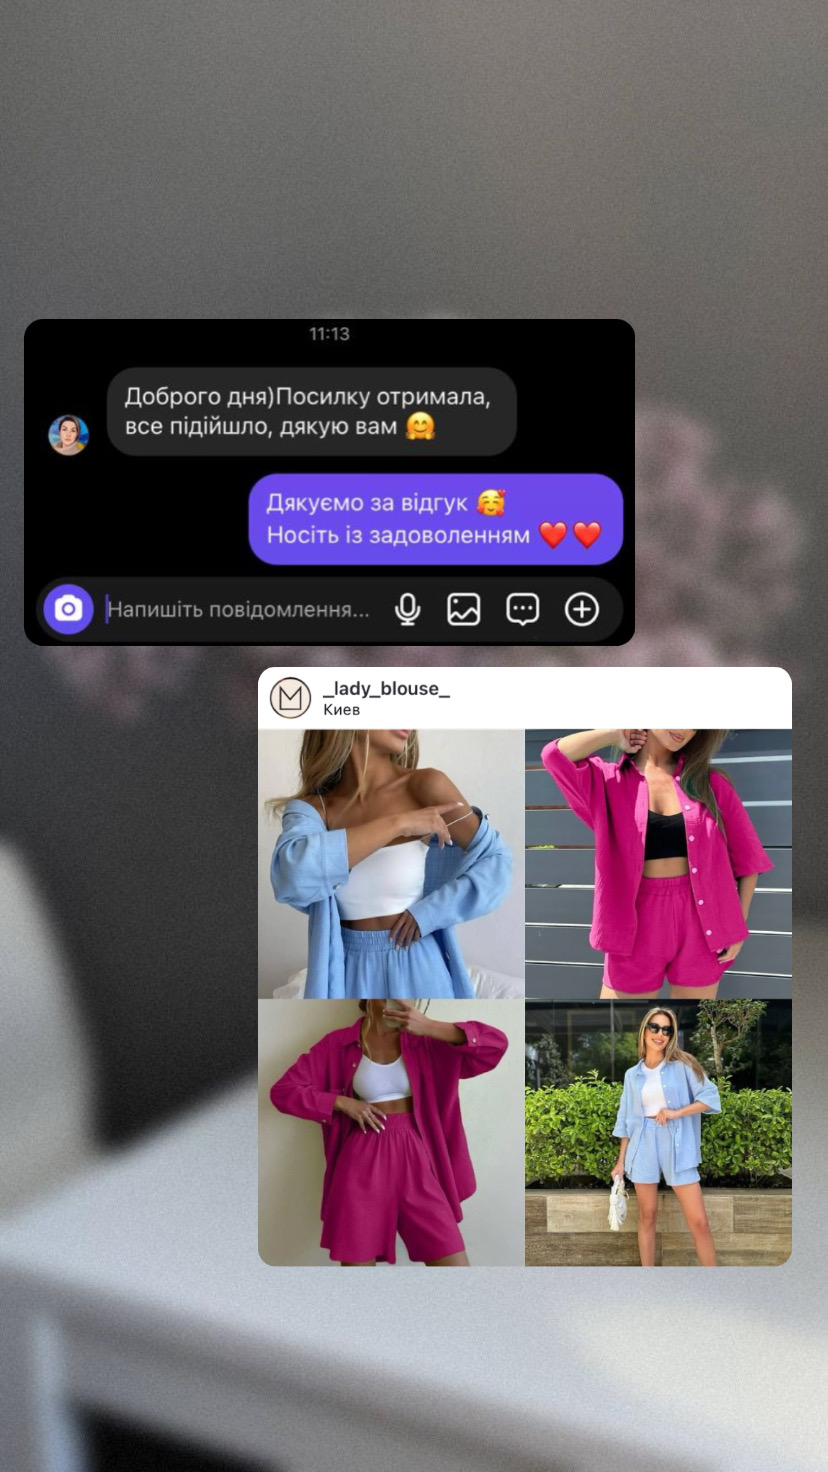 11:13
Доброго дня)Посилку отримала,
все підійшло, дякую вам 🤗
Дякуємо за відгук 🥰
Носіть із задоволенням ❤️❤️
Напишіть повідомлення...
_lady_blouse_
Киев